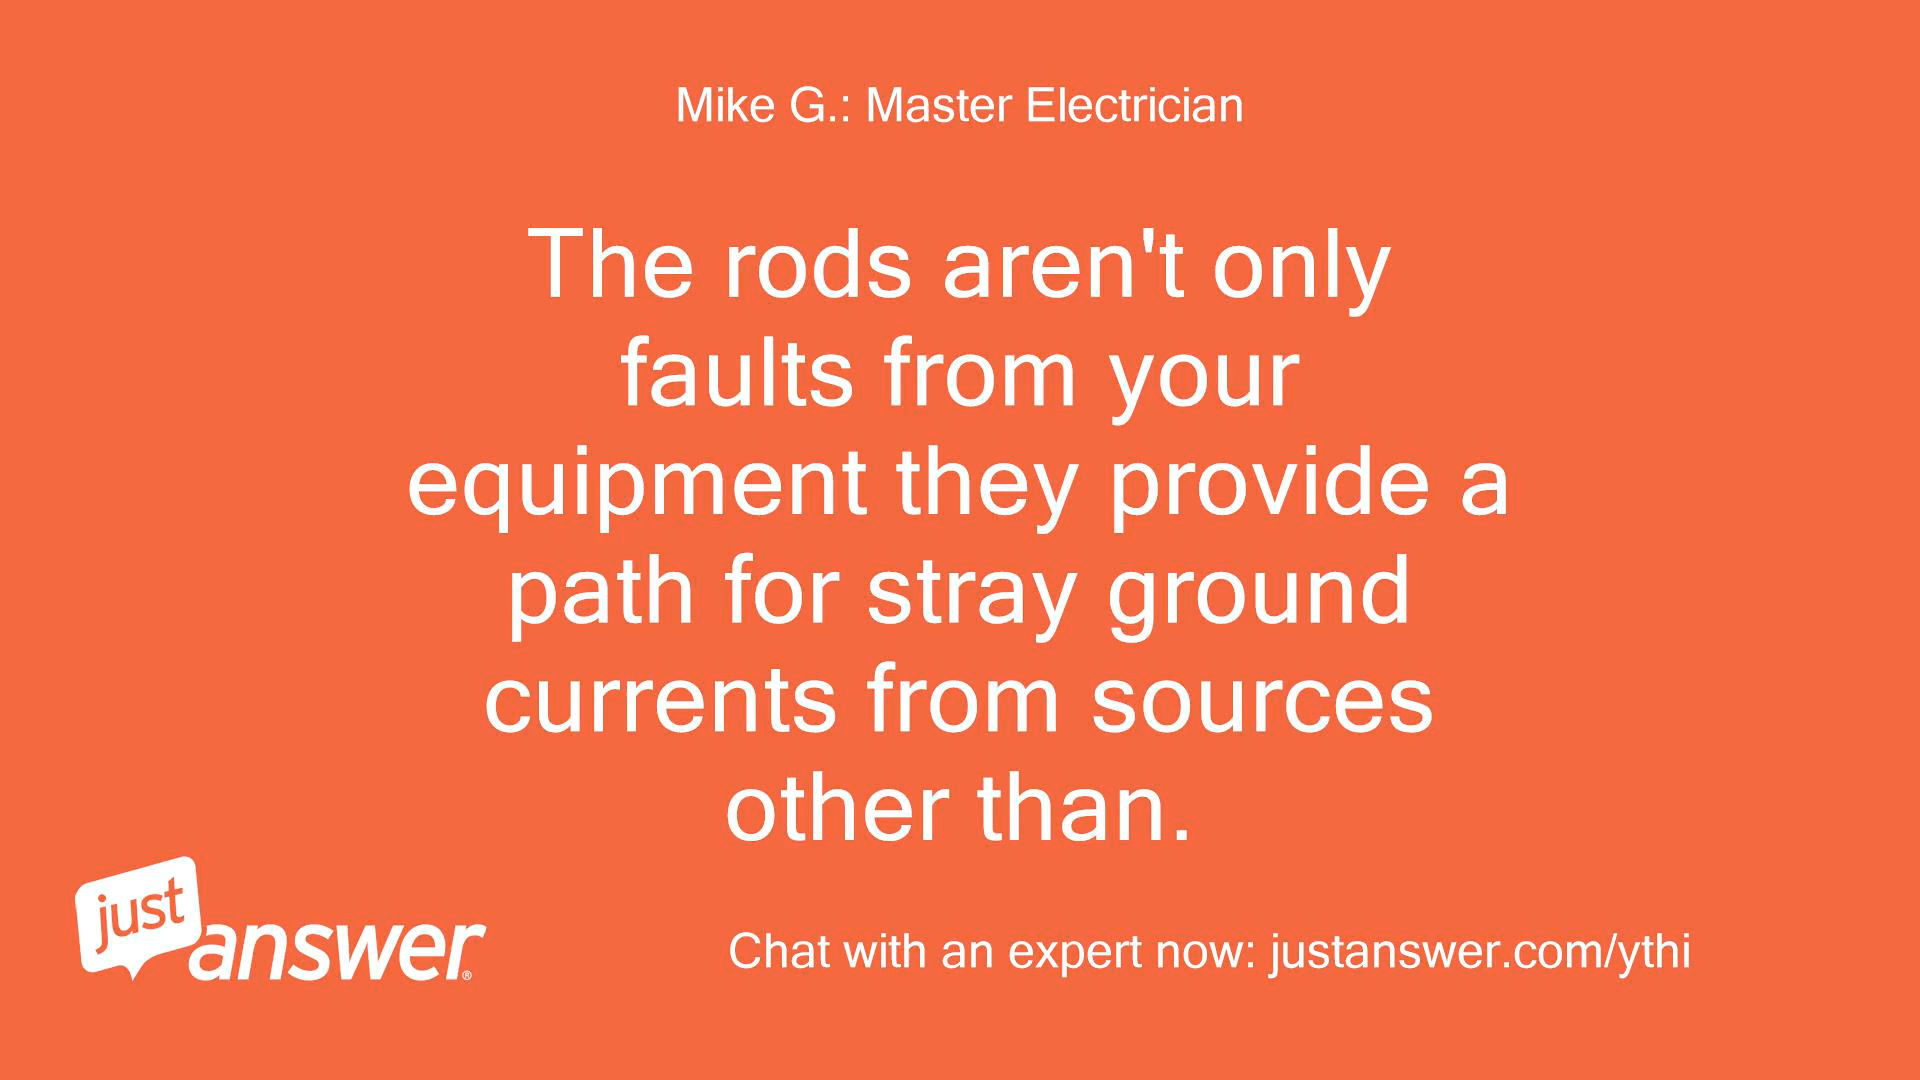 Mike G.: Master Electrician
The rods aren't only
faults from your
equipment they provide a
path for stray ground
currents from sources
other than.
just
answer®
Chat with an expert now: justanswer.com/ythi